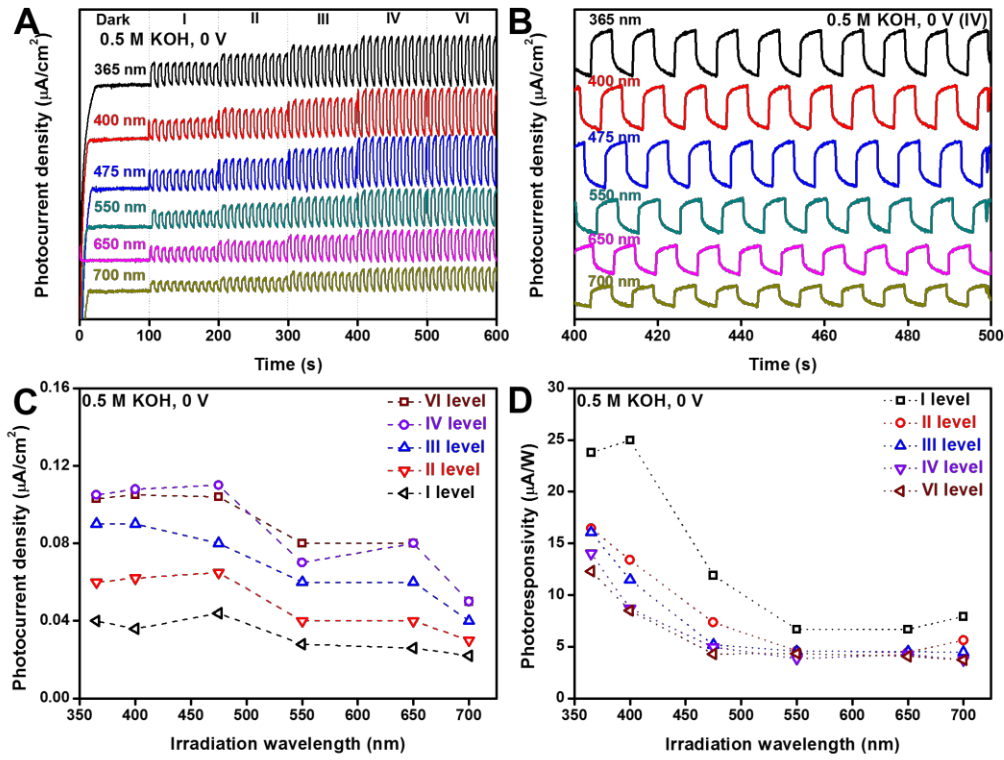 A
Dark I II III IV VI
0.5 M KOH, 0 V
365 nm
400 nm
475 nm
550 nm
650 nm
700 nm
Photocurrent density (μA/cm²)
0 100 200 300 400 500 600
Time (s)
B
365 nm 0.5 M KOH, 0 V (IV)
400 nm
475 nm
550 nm
650 nm
700 nm
Photocurrent density (μA/cm²)
400 420 440 460 480 500
Time (s)
C
0.5 M KOH, 0 V
VI level
IV level
III level
II level
I level
Photocurrent density (μA/cm²)
0.16
0.12
0.08
0.04
0.00
350 400 450 500 550 600 650 700
Irradiation wavelength (nm)
D
0.5 M KOH, 0 V
I level
II level
III level
IV level
VI level
Photoresponsivity (μA/W)
30
25
20
15
10
5
0
350 400 450 500 550 600 650 700
Irradiation wavelength (nm)